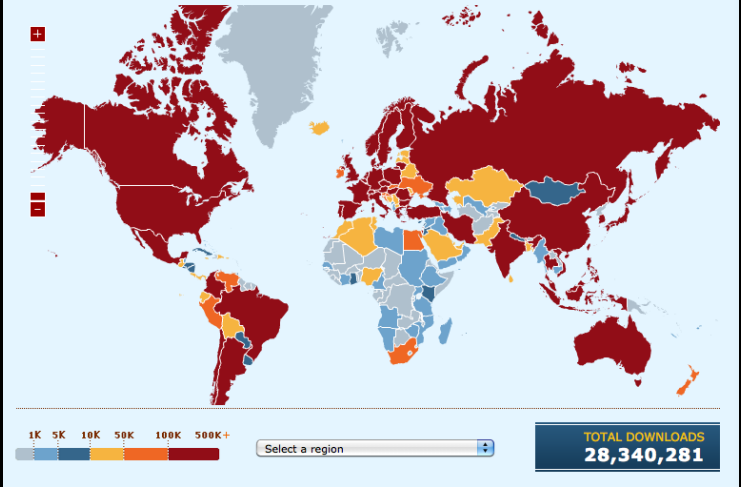 +
−
1K 5K 10K 50K 100K 500K+
Select a region
TOTAL DOWNLOADS
28,340,281